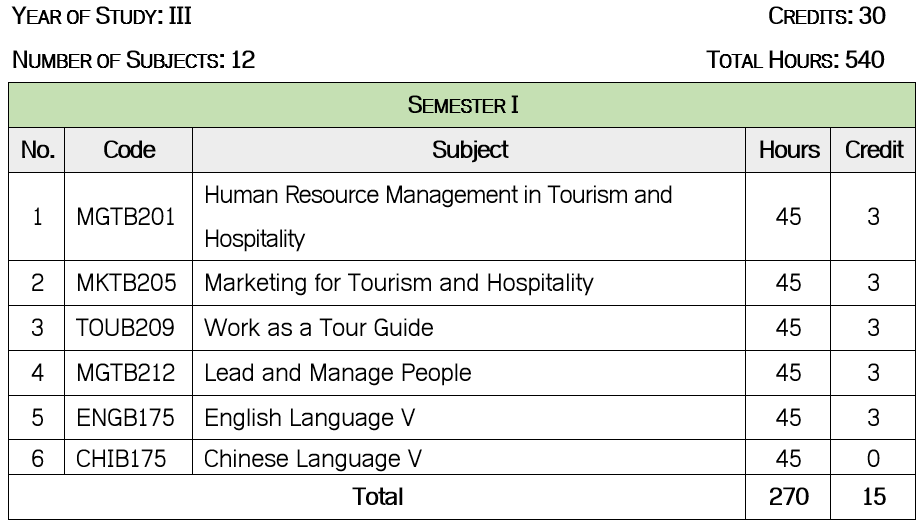 YEAR OF STUDY: III CREDITS: 30
NUMBER OF SUBJECTS: 12 TOTAL HOURS: 540
SEMESTER I
No. Code Subject Hours Credit
1 MGTB201 Human Resource Management in Tourism and Hospitality 45 3
2 MKTB205 Marketing for Tourism and Hospitality 45 3
3 TOUB209 Work as a Tour Guide 45 3
4 MGTB212 Lead and Manage People 45 3
5 ENGB175 English Language V 45 3
6 CHIB175 Chinese Language V 45 0
Total 270 15